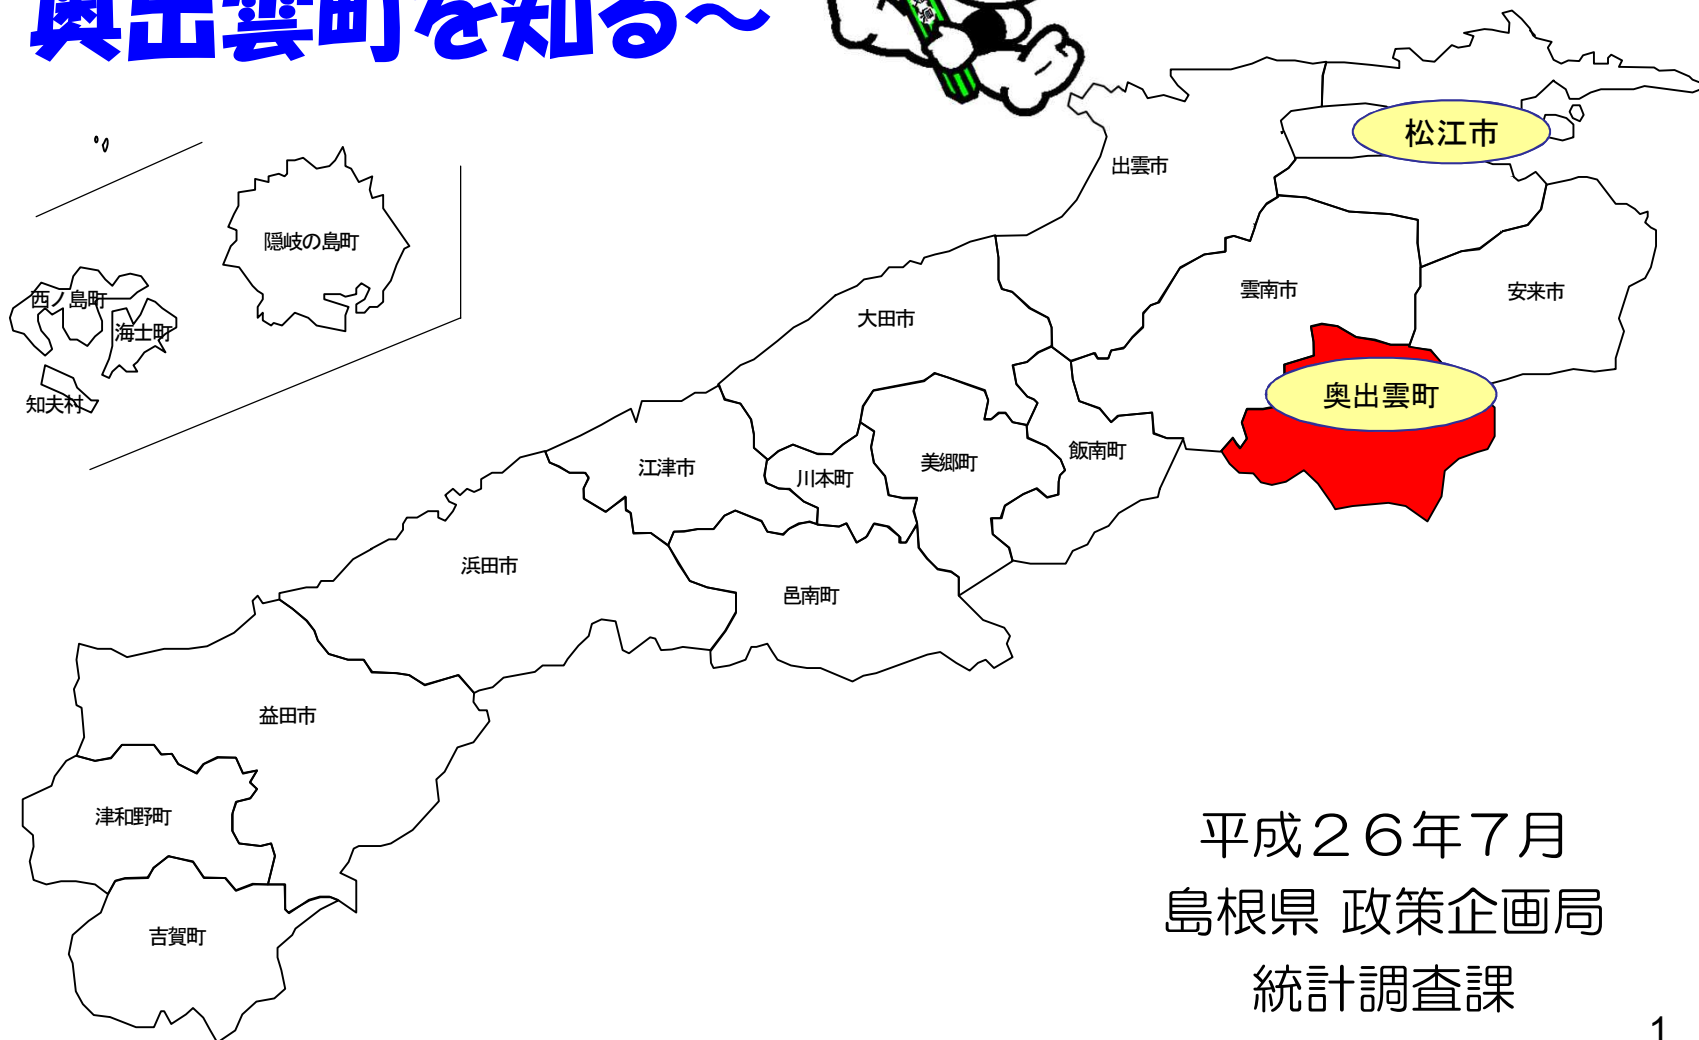 奥出雲町を知る～
松江市
出雲市
隠岐の島町
雲南市
安来市
西ノ島町
大田市
海士町
奥出雲町
知夫村
飯南町
美郷町
江津市
川本町
浜田市
邑南町
益田市
津和野町
平成２６年７月
島根県 政策企画局
吉賀町
統計調査課
1